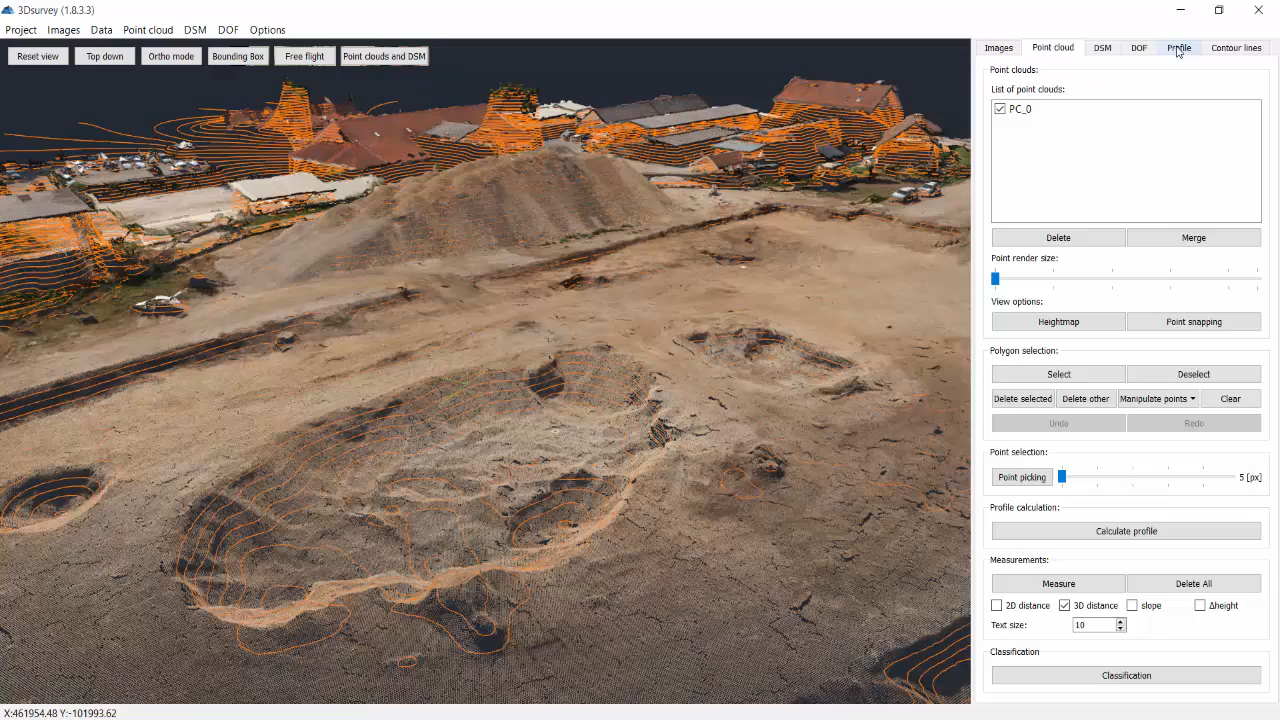 3Dsurvey (1.8.3.3)
Project Images Data Point cloud DSM DOF Options
Reset view Top down Ortho mode Bounding Box Free flight Point clouds and DSM
Images Point cloud DSM DOF Profile Contour lines
Point clouds:
List of point clouds:
PC_0
Delete Merge
Point render size:
View options:
Heightmap Point snapping
Polygon selection:
Select Deselect
Delete selected Delete other Manipulate points Clear
Undo Redo
Point selection:
Point picking 5 [px]
Profile calculation:
Calculate profile
Measurements:
Measure Delete All
2D distance 3D distance slope Δheight
Text size: 10
Classification
Classification
X:461954.48 Y:-101993.62